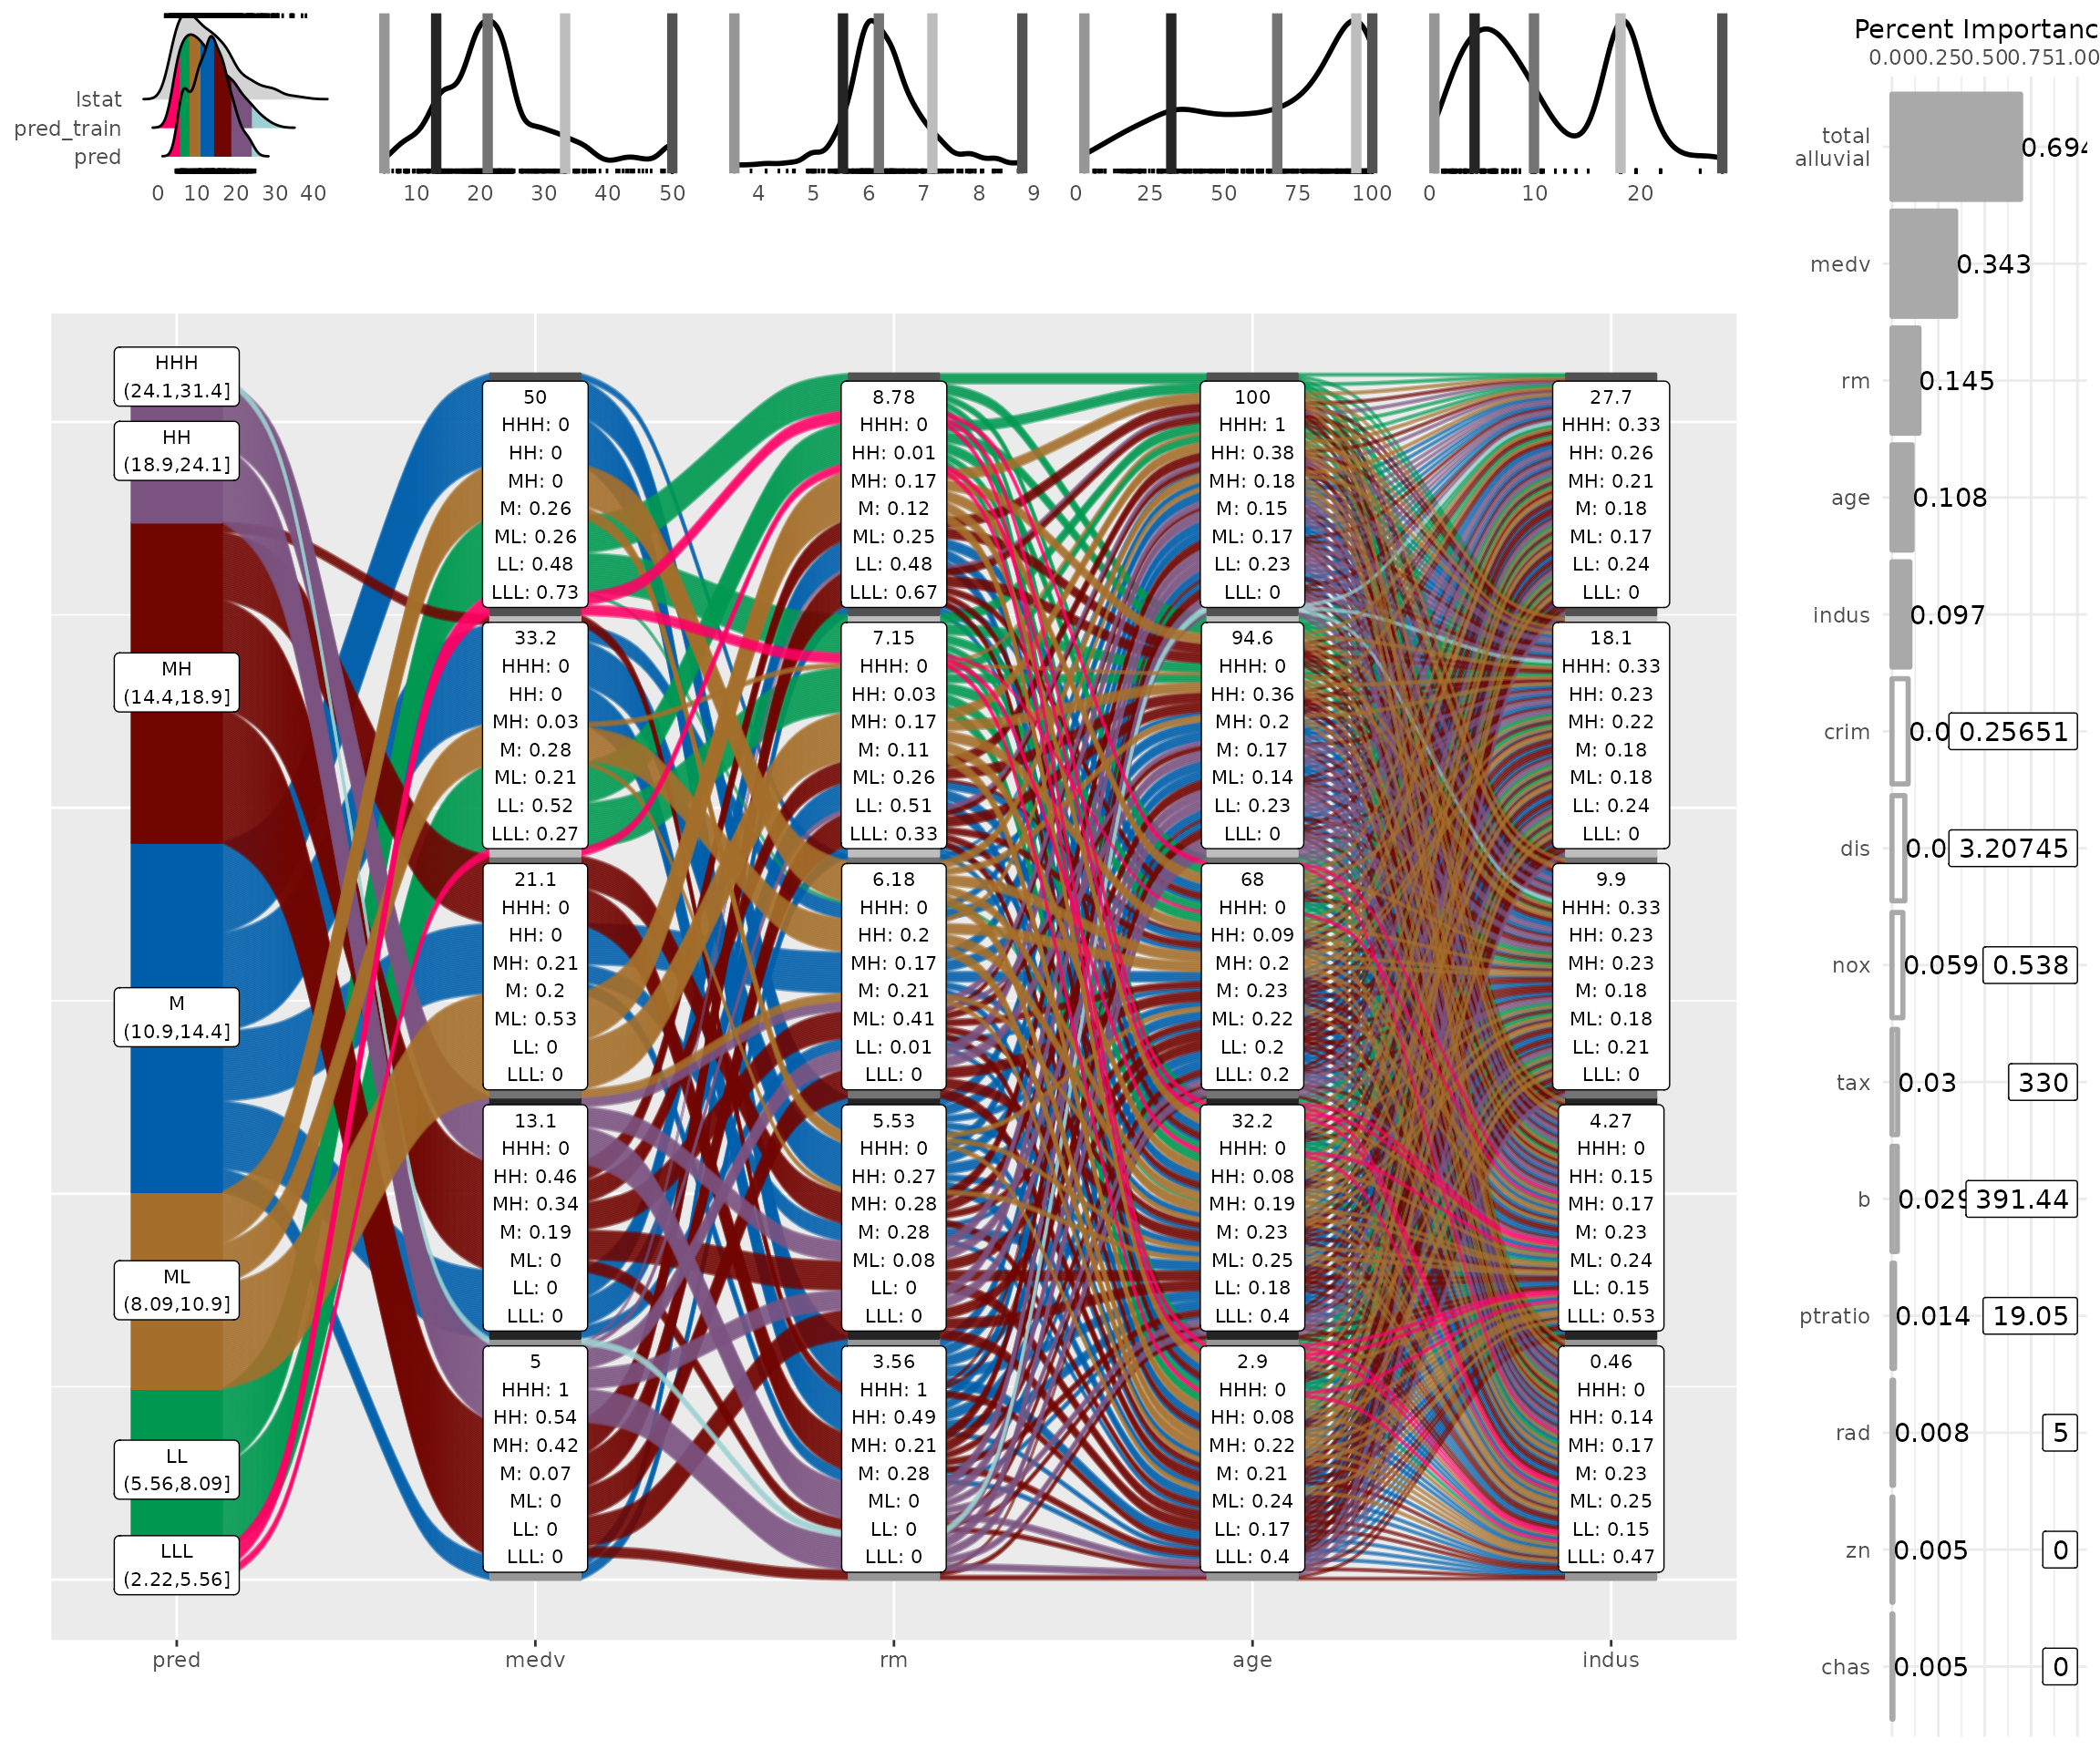 lstat
pred_train
pred
0 10 20 30 40
10 20 30 40 50
4 5 6 7 8 9
0 25 50 75 100
0 10 20
HHH
(24.1,31.4]
HH
(18.9,24.1]
MH
(14.4,18.9]
M
(10.9,14.4]
ML
(8.09,10.9]
LL
(5.56,8.09]
LLL
(2.22,5.56]
50
HHH: 0
HH: 0
MH: 0
M: 0.26
ML: 0.26
LL: 0.48
LLL: 0.73
33.2
HHH: 0
HH: 0
MH: 0.03
M: 0.28
ML: 0.21
LL: 0.52
LLL: 0.27
21.1
HHH: 0
HH: 0
MH: 0.21
M: 0.2
ML: 0.53
LL: 0
LLL: 0
13.1
HHH: 0
HH: 0.46
MH: 0.34
M: 0.19
ML: 0
LL: 0
LLL: 0
5
HHH: 1
HH: 0.54
MH: 0.42
M: 0.07
ML: 0
LL: 0
LLL: 0
8.78
HHH: 0
HH: 0.01
MH: 0.17
M: 0.12
ML: 0.25
LL: 0.48
LLL: 0.67
7.15
HHH: 0
HH: 0.03
MH: 0.17
M: 0.11
ML: 0.26
LL: 0.51
LLL: 0.33
6.18
HHH: 0
HH: 0.2
MH: 0.17
M: 0.21
ML: 0.41
LL: 0.01
LLL: 0
5.53
HHH: 0
HH: 0.27
MH: 0.28
M: 0.28
ML: 0.08
LL: 0
LLL: 0
3.56
HHH: 1
HH: 0.49
MH: 0.21
M: 0.28
ML: 0
LL: 0
LLL: 0
100
HHH: 1
HH: 0.38
MH: 0.18
M: 0.15
ML: 0.17
LL: 0.23
LLL: 0
94.6
HHH: 0
HH: 0.36
MH: 0.2
M: 0.17
ML: 0.14
LL: 0.23
LLL: 0
68
HHH: 0
HH: 0.09
MH: 0.2
M: 0.23
ML: 0.22
LL: 0.2
LLL: 0.2
32.2
HHH: 0
HH: 0.08
MH: 0.19
M: 0.23
ML: 0.25
LL: 0.18
LLL: 0.4
2.9
HHH: 0
HH: 0.08
MH: 0.22
M: 0.21
ML: 0.24
LL: 0.17
LLL: 0.4
27.7
HHH: 0.33
HH: 0.26
MH: 0.21
M: 0.18
ML: 0.17
LL: 0.24
LLL: 0
18.1
HHH: 0.33
HH: 0.23
MH: 0.22
M: 0.18
ML: 0.18
LL: 0.24
LLL: 0
9.9
HHH: 0.33
HH: 0.23
MH: 0.23
M: 0.18
ML: 0.18
LL: 0.21
LLL: 0
4.27
HHH: 0
HH: 0.15
MH: 0.17
M: 0.23
ML: 0.24
LL: 0.15
LLL: 0.53
0.46
HHH: 0
HH: 0.14
MH: 0.17
M: 0.23
ML: 0.25
LL: 0.15
LLL: 0.47
pred medv rm age indus
Percent Importanc
0.00 0.25 0.50 0.75 1.00
total
alluvial 0.694
medv 0.343
rm 0.145
age 0.108
indus 0.097
crim 0.0 0.25651
dis 0.0 3.20745
nox 0.059 0.538
tax 0.03 330
b 0.029 391.44
ptratio 0.014 19.05
rad 0.008 5
zn 0.005 0
chas 0.005 0